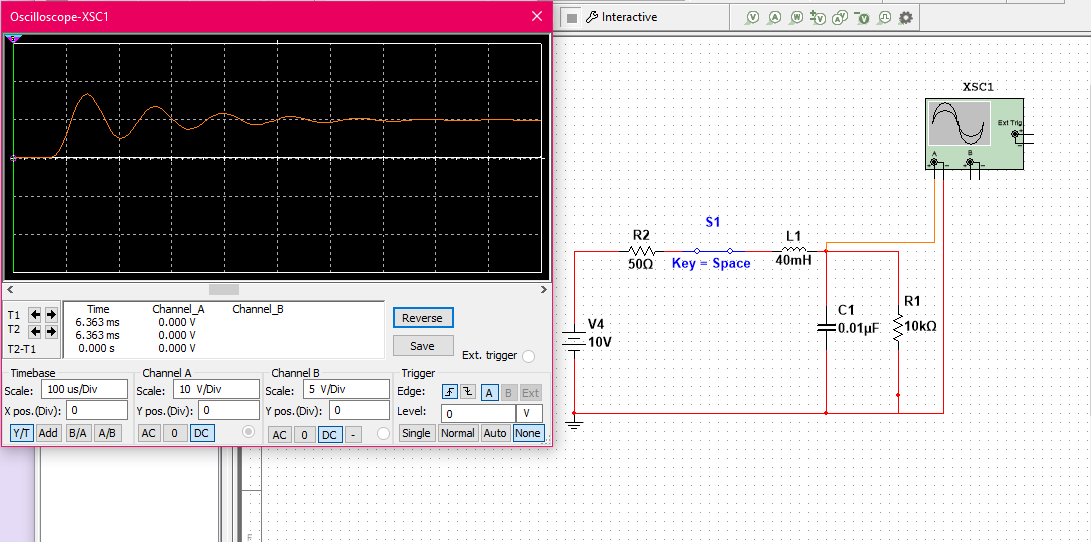 Oscilloscope-XSC1
Interactive
XSC1
Ext Trig
A
B
S1
R2
50Ω
Key = Space
L1
40mH
V4
10V
C1
0.01µF
R1
10kΩ
T1
T2
T2-T1
Time Channel_A Channel_B
6.363 ms 0.000 V
6.363 ms 0.000 V
0.000 s 0.000 V
Reverse
Save
Ext. trigger
Timebase
Scale: 100 us/Div
X pos.(Div): 0
Y/T Add B/A A/B
Channel A
Scale: 10 V/Div
Y pos.(Div): 0
AC 0 DC
Channel B
Scale: 5 V/Div
Y pos.(Div): 0
AC 0 DC -
Trigger
Edge: A B Ext
Level: 0 V
Single Normal Auto None